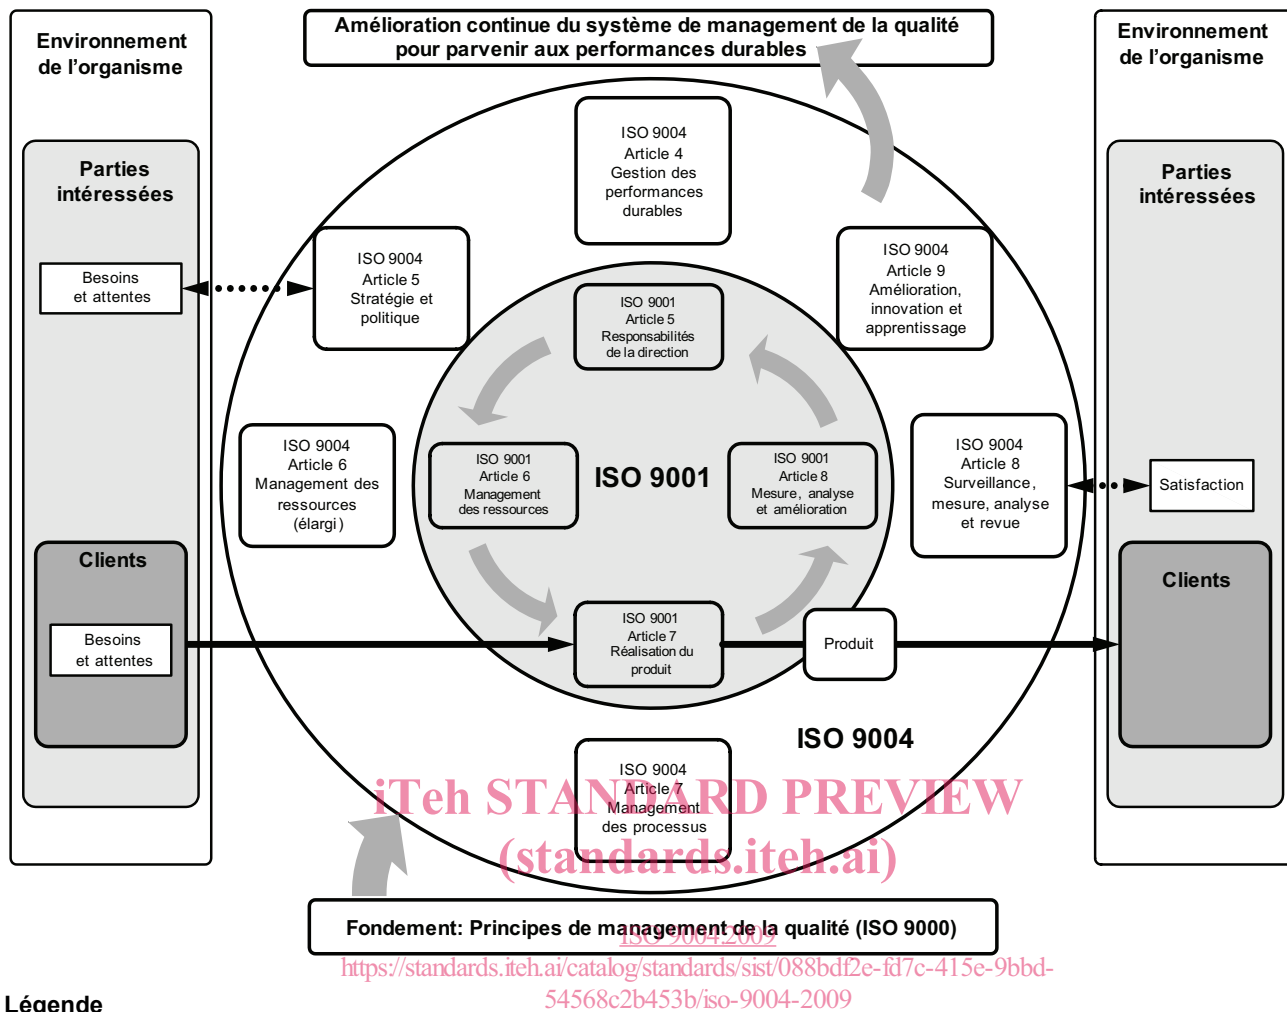 Amélioration continue du système de management de la qualité
pour parvenir aux performances durables
Environnement
de l'organisme
Parties
intéressées
Besoins
et attentes
Clients
Besoins
et attentes
ISO 9004
Article 4
Gestion des
performances
durables
ISO 9004
Article 5
Stratégie et
politique
ISO 9004
Article 9
Amélioration,
innovation et
apprentissage
ISO 9001
Article 5
Responsabilités
de la direction
ISO 9004
Article 6
Management des
ressources
(élargi)
ISO 9001
Article 6
Management
des ressources
ISO 9001
ISO 9001
Article 8
Mesure, analyse
et amélioration
ISO 9004
Article 8
Surveillance,
mesure, analyse
et revue
ISO 9001
Article 7
Réalisation du
produit
Produit
ISO 9004
ISO 9004
Article 7
Management
des processus
Environnement
de l'organisme
Parties
intéressées
Satisfaction
Clients
iTeh STANDARD PREVIEW
(standards.iteh.ai)
Fondement: Principes de management de la qualité (ISO 9000)
ISO 9004:2009
https://standards.iteh.ai/catalog/standards/sist/088bdf2e-fd7c-415e-9bbd-
54568c2b453b/iso-9004-2009
Légende